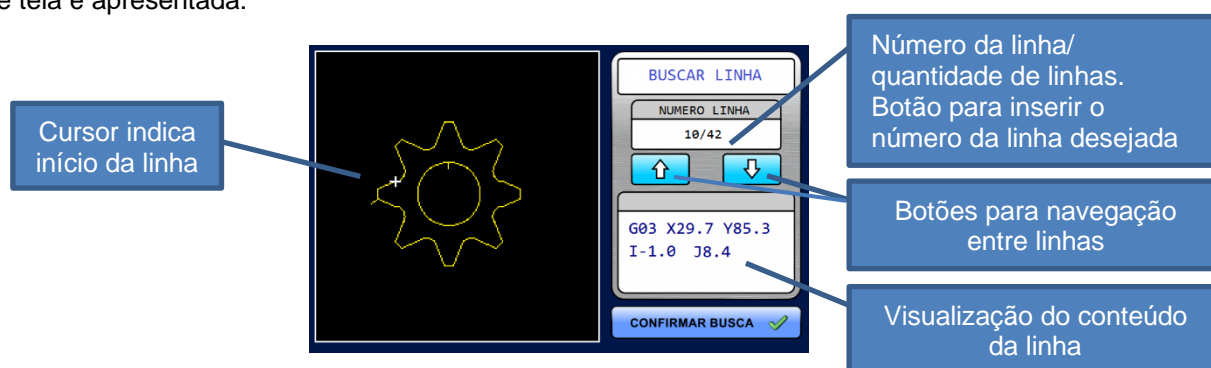 tela é apresentada.
Cursor indica
início da linha
BUSCAR LINHA
NUMERO LINHA
10/42
G03 X29.7 Y85.3
I-1.0 J8.4
CONFIRMAR BUSCA
Número da linha/
quantidade de linhas.
Botão para inserir o
número da linha desejada
Botões para navegação
entre linhas
Visualização do conteúdo
da linha